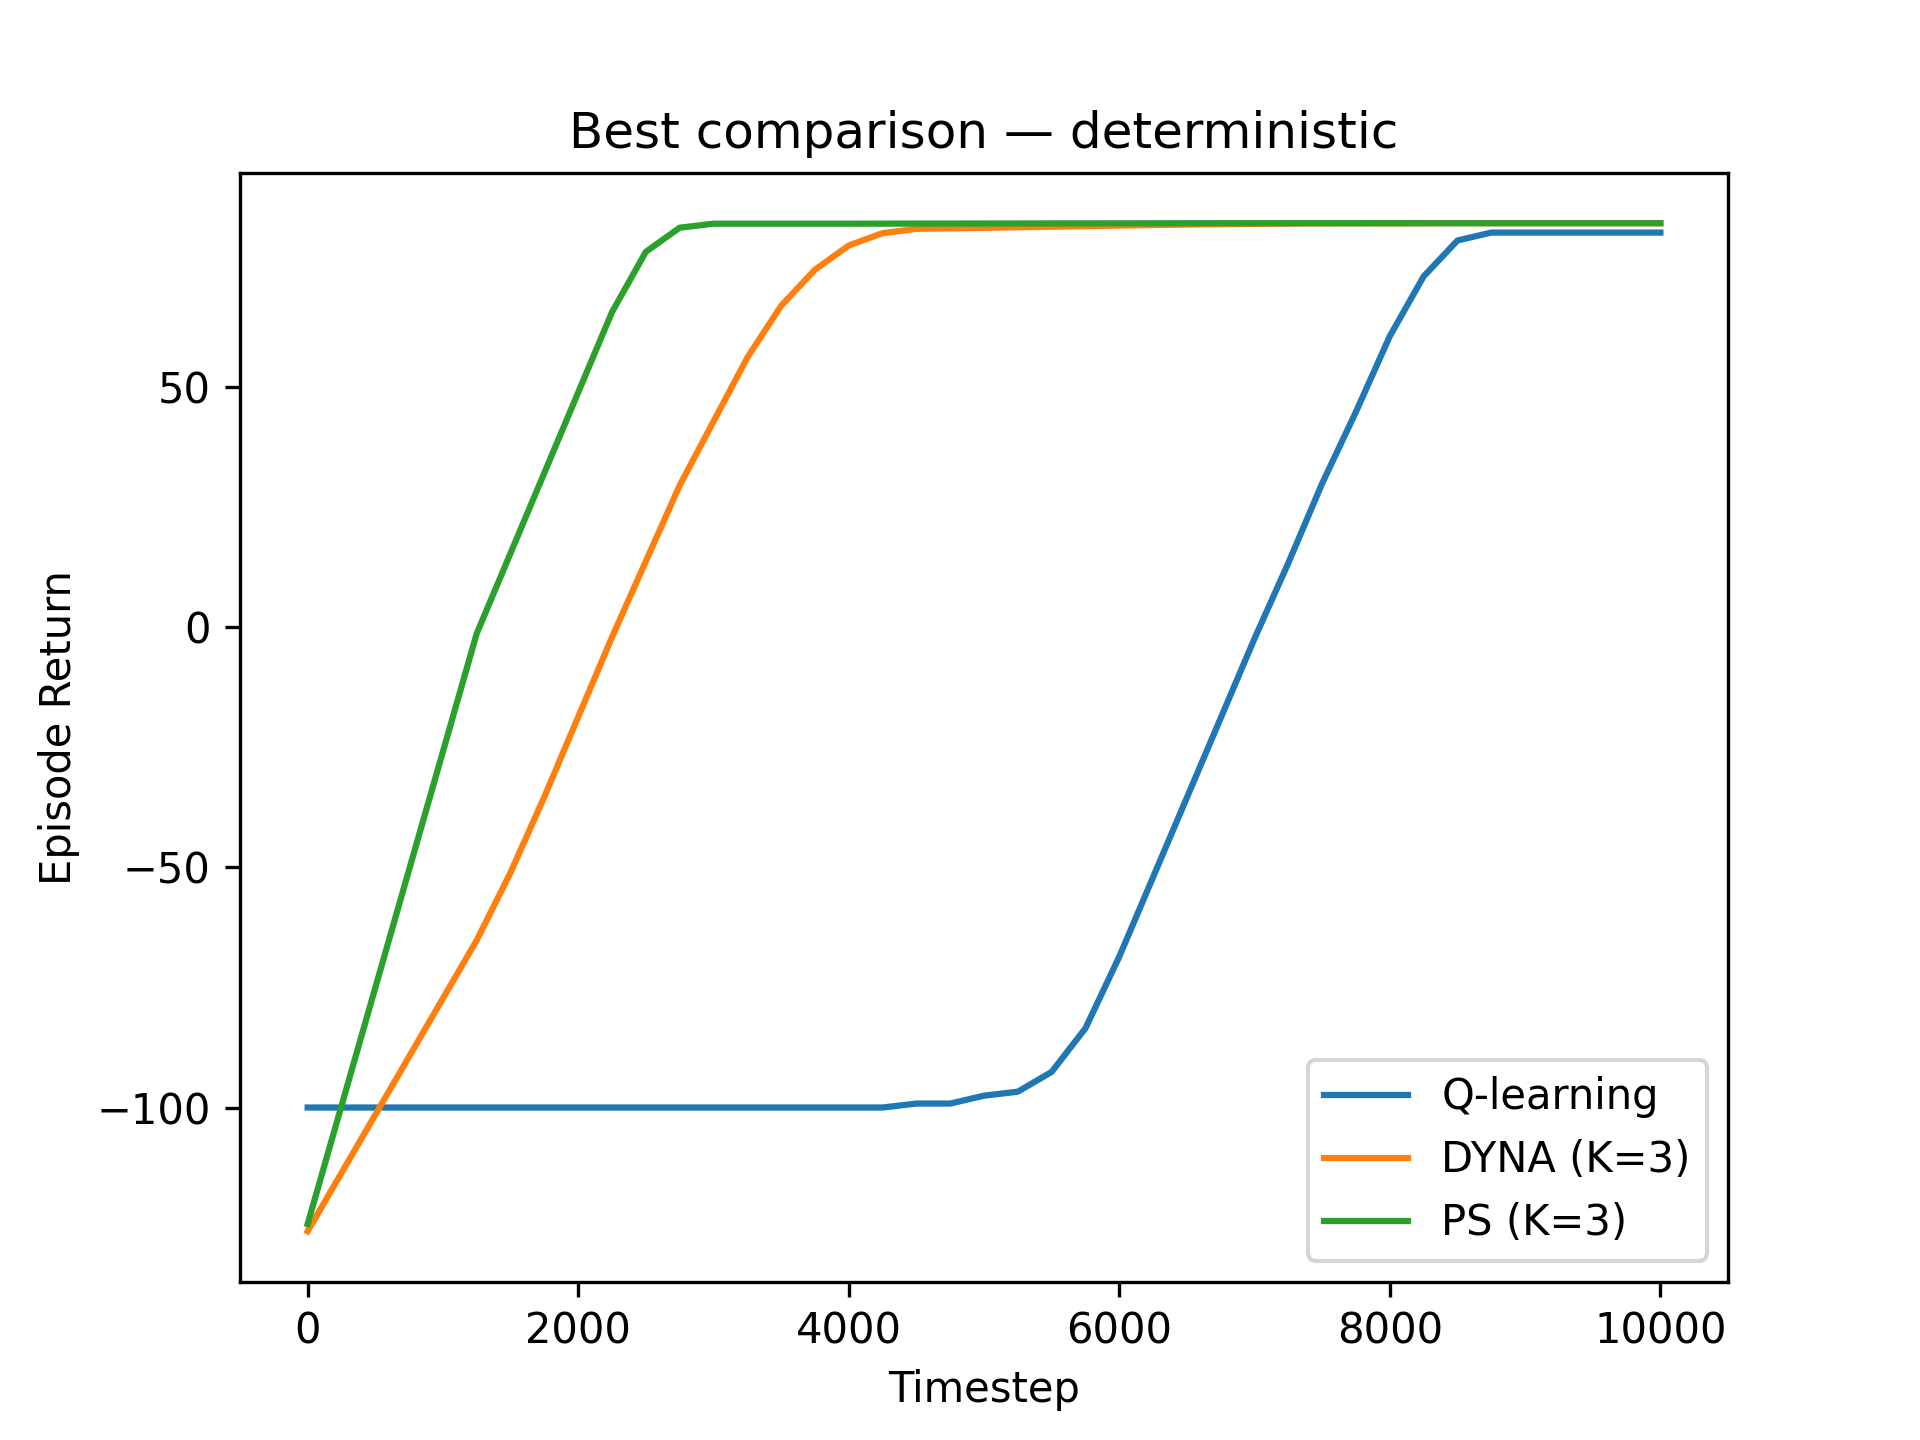 Best comparison — deterministic
Episode Return
50
0
−50
−100
0
2000
4000
6000
8000
10000
Timestep
Q-learning
DYNA (K=3)
PS (K=3)